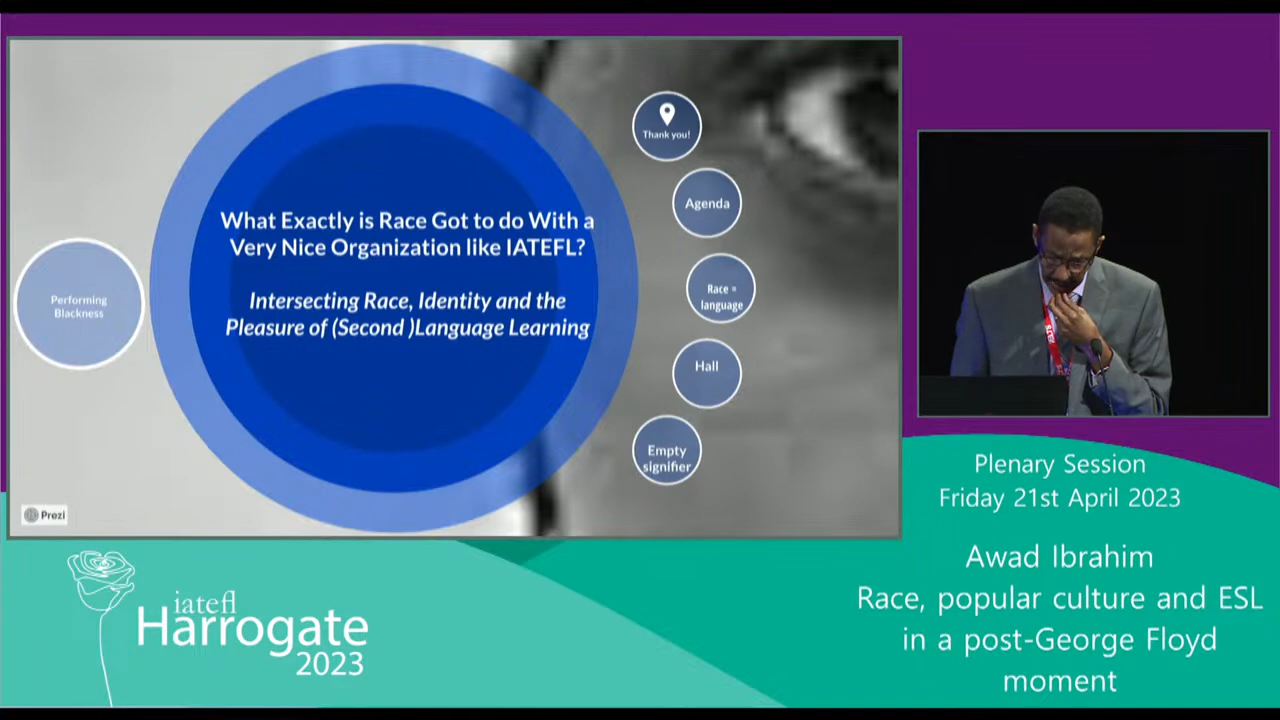 What Exactly is Race Got to do With a
Very Nice Organization like IATEFL?
Intersecting Race, Identity and the
Pleasure of (Second )Language Learning
Performing
Blackness
Thank you!
Agenda
Race =
language
Hall
Empty
signifier
Prezi
Plenary Session
Friday 21st April 2023
Awad Ibrahim
Race, popular culture and ESL
in a post-George Floyd
moment
iatefl
Harrogate
2023